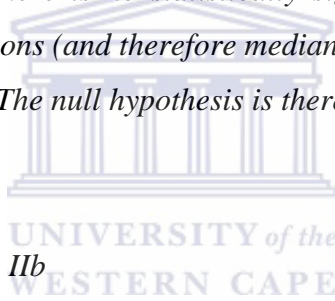 ons (and therefore median
The null hypothesis is there
UNIVERSITY of the
IIb
WESTERN CAPE